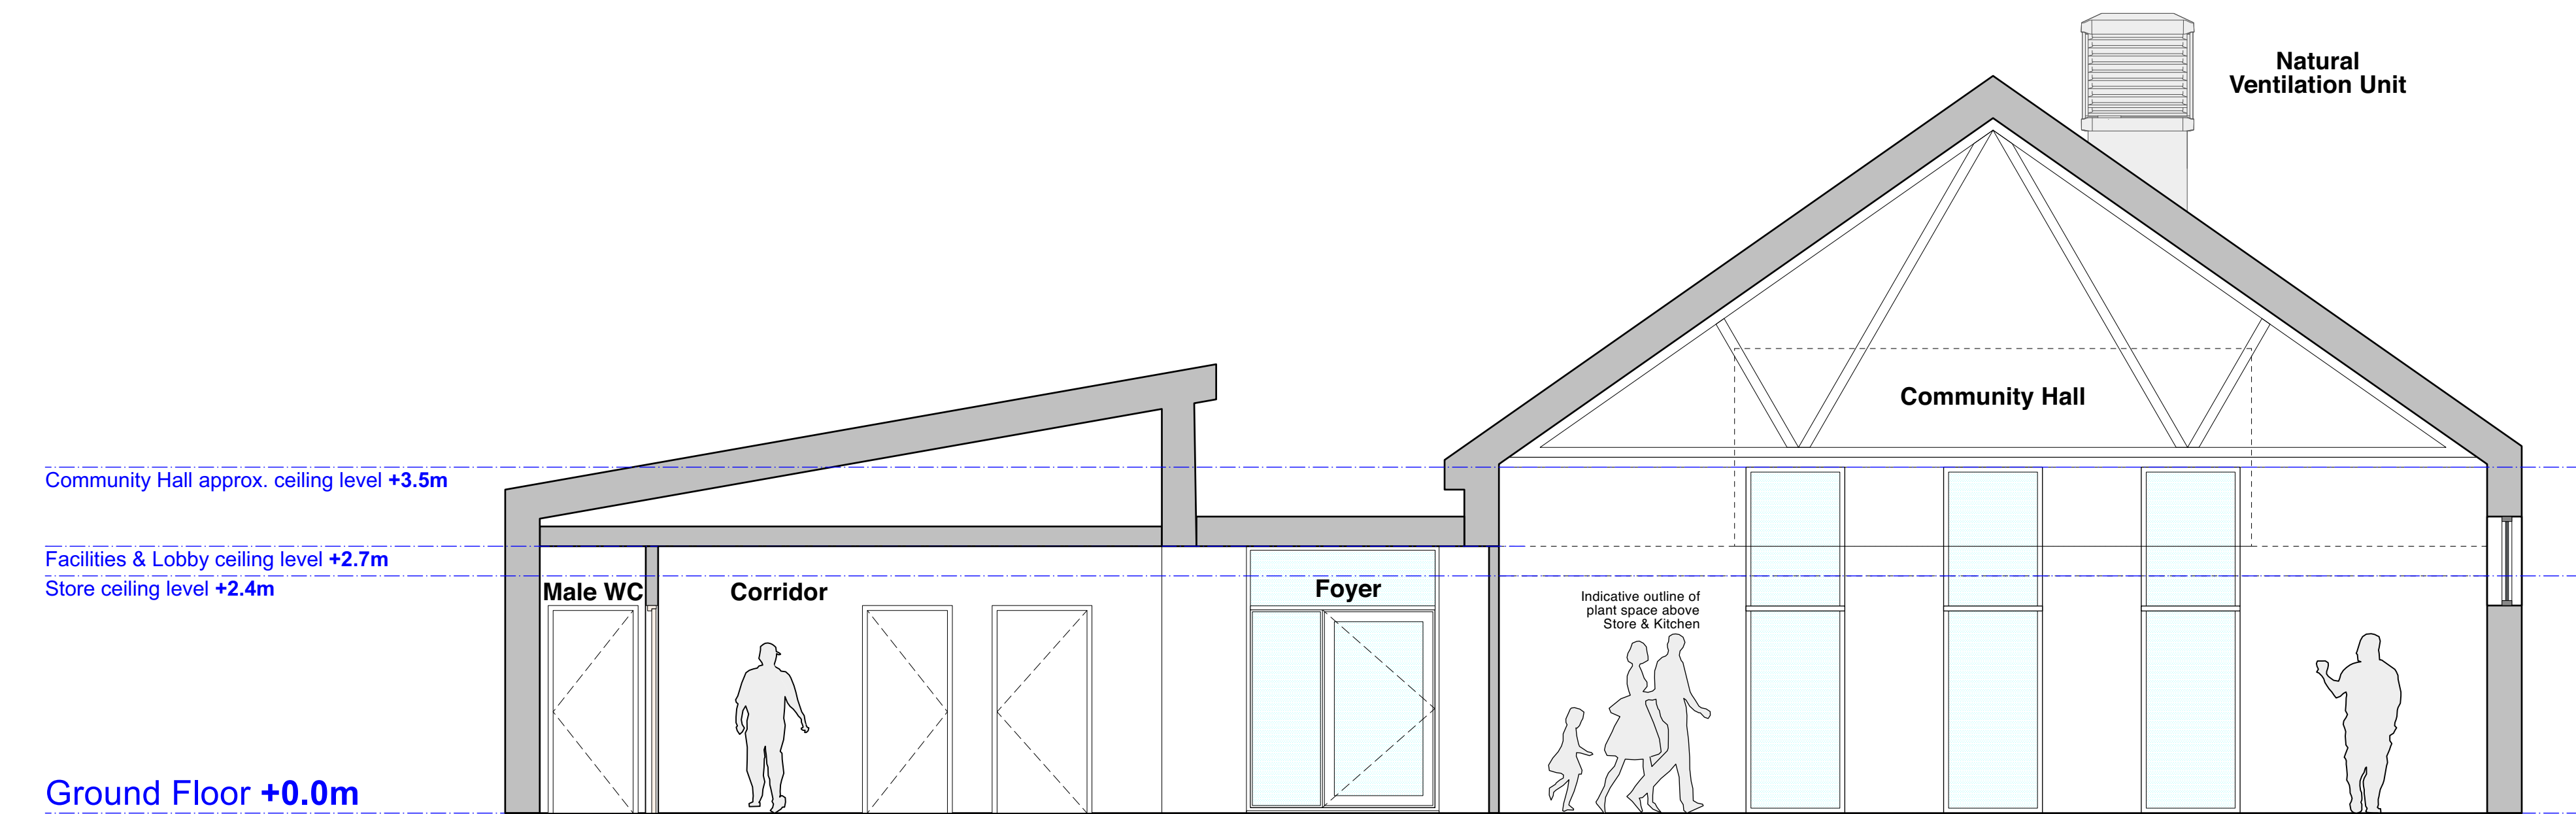 Natural
Ventilation Unit
Community Hall
Community Hall approx. ceiling level +3.5m
Facilities & Lobby ceiling level +2.7m
Store ceiling level +2.4m
Male WC
Corridor
Foyer
Indicative outline of
plant space above
Store & Kitchen
Ground Floor +0.0m